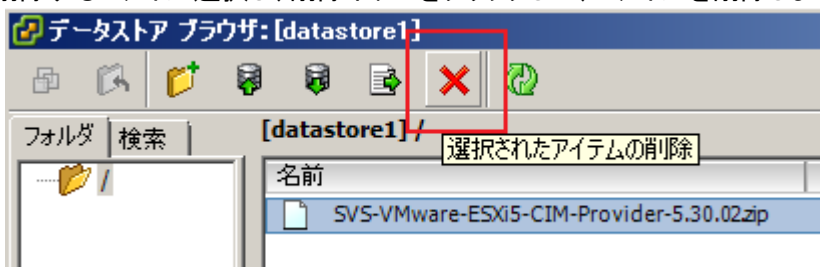 データストア ブラウザ: [datastore1]
フォルダ 検索
[datastore1] /
選択されたアイテムの削除
/
名前
SVS-VMware-ESXi5-CIM-Provider-5.30.02.zip